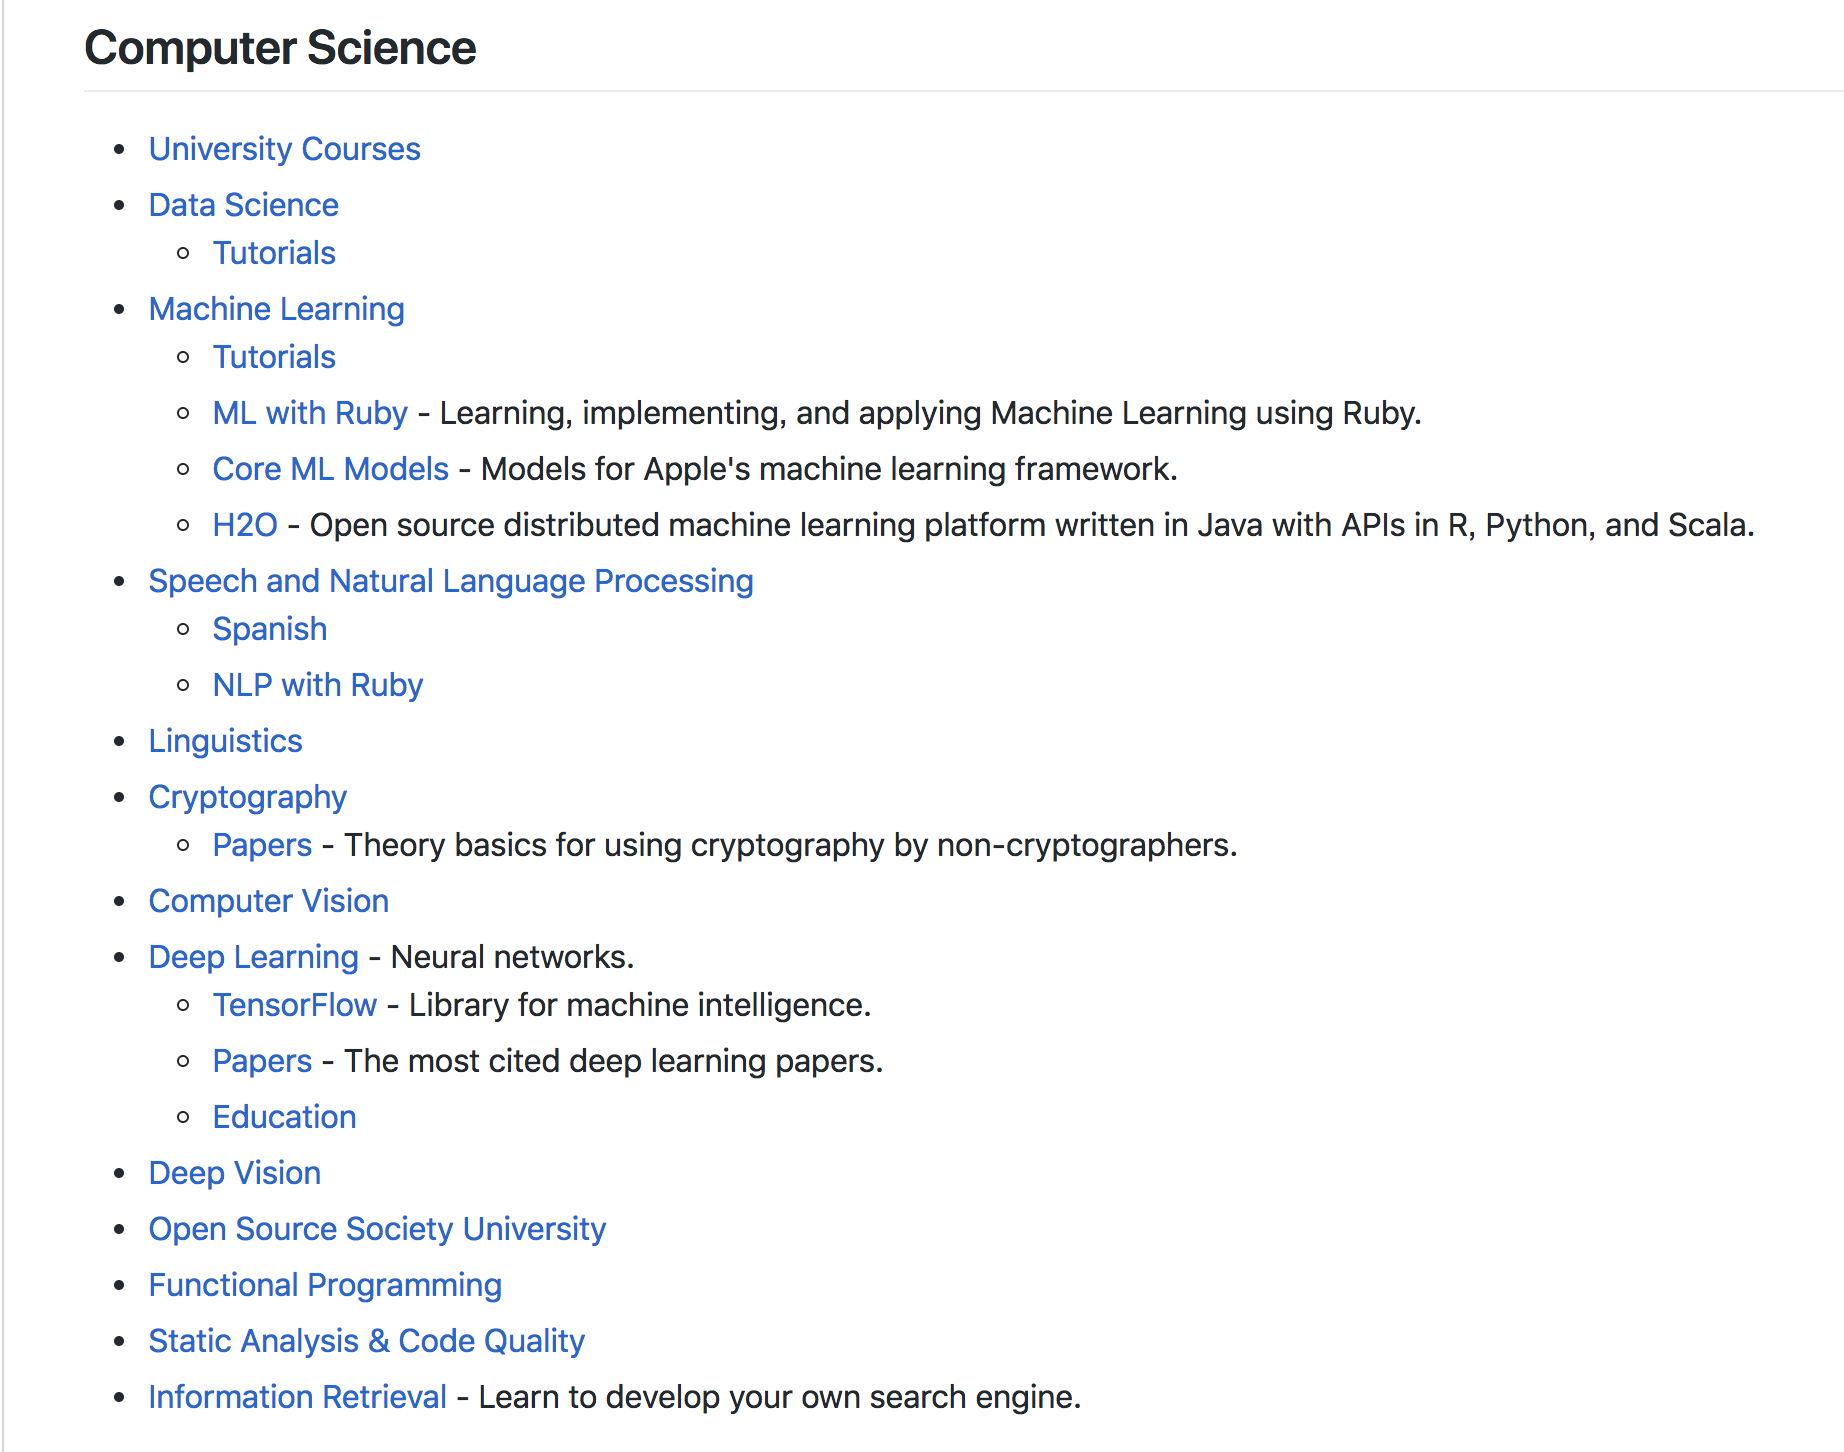 Computer Science
University Courses
Data Science
Tutorials
Machine Learning
Tutorials
ML with Ruby - Learning, implementing, and applying Machine Learning using Ruby.
Core ML Models - Models for Apple's machine learning framework.
H2O - Open source distributed machine learning platform written in Java with APIs in R, Python, and Scala.
Speech and Natural Language Processing
Spanish
NLP with Ruby
Linguistics
Cryptography
Papers - Theory basics for using cryptography by non-cryptographers.
Computer Vision
Deep Learning - Neural networks.
TensorFlow - Library for machine intelligence.
Papers - The most cited deep learning papers.
Education
Deep Vision
Open Source Society University
Functional Programming
Static Analysis & Code Quality
Information Retrieval - Learn to develop your own search engine.